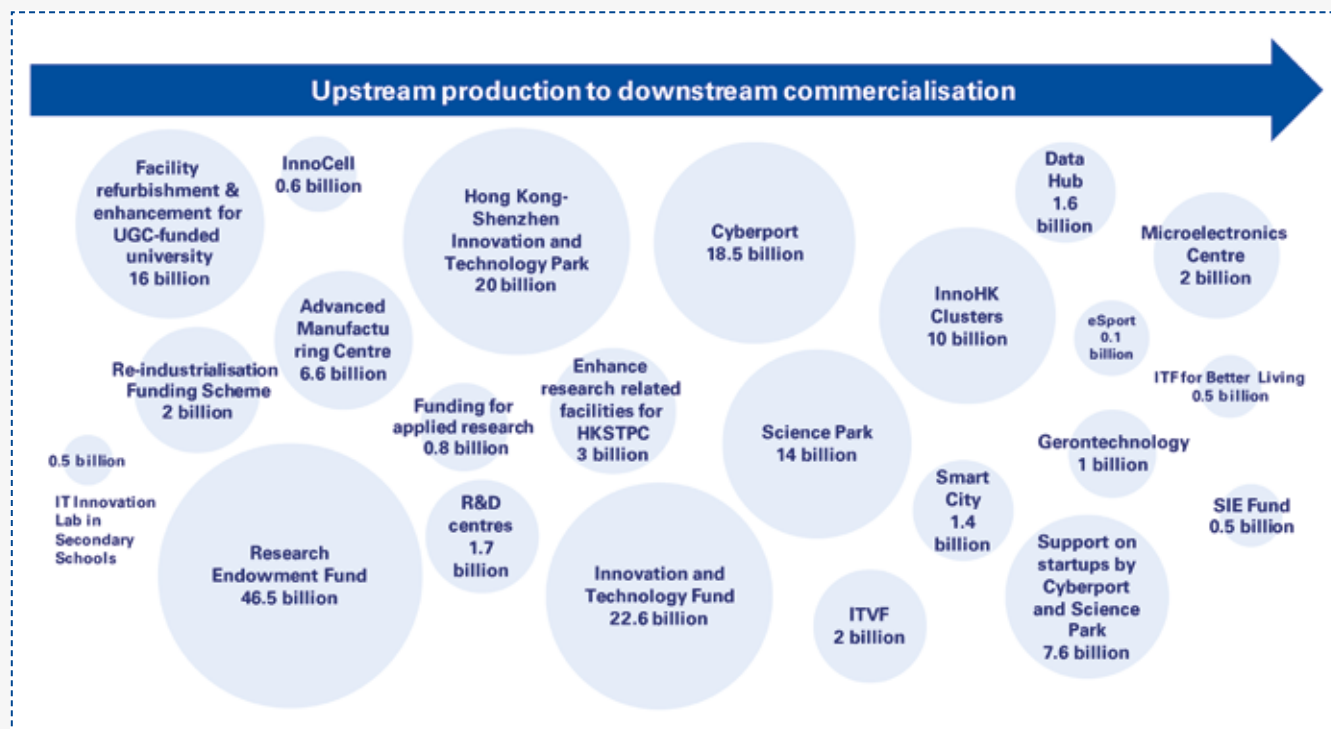 Upstream production to downstream commercialisation
Facility
refurbishment &
enhancement for
UGC-funded
university
16 billion
InnoCell
0.6 billion
Hong Kong-
Shenzhen
Innovation and
Technology Park
20 billion
Cyberport
18.5 billion
Data
Hub
1.6
billion
Microelectronics
Centre
2 billion
InnoHK
Clusters
10 billion
Advanced
Manufactu
ring Centre
6.6 billion
eSport
0.1
billion
Re-industrialisation
Funding Scheme
2 billion
Enhance
research related
facilities for
HKSTPC
3 billion
ITF for Better Living
0.5 billion
Funding for
applied research
0.8 billion
Science Park
14 billion
Gerontechnology
1 billion
0.5 billion
IT Innovation
Lab in
Secondary
Schools
R&D
centres
1.7
billion
Smart
City
1.4
billion
SIE Fund
0.5 billion
Research
Endowment Fund
46.5 billion
Innovation and
Technology Fund
22.6 billion
ITVF
2 billion
Support on
startups by
Cyberport
and Science
Park
7.6 billion